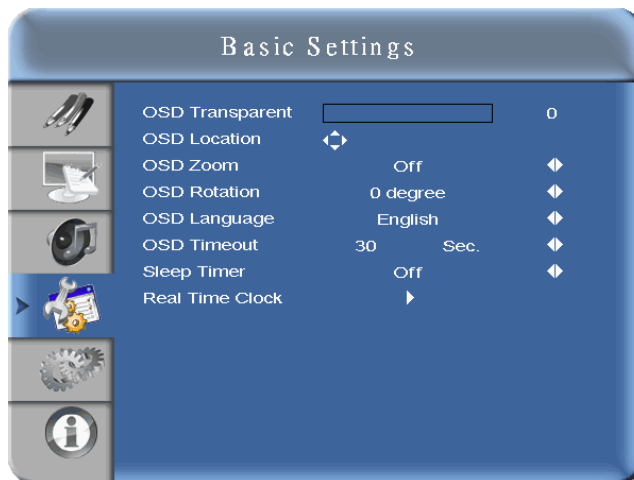 Basic Settings
OSD Transparent 0
OSD Location
OSD Zoom Off
OSD Rotation 0 degree
OSD Language English
OSD Timeout 30 Sec.
Sleep Timer Off
Real Time Clock